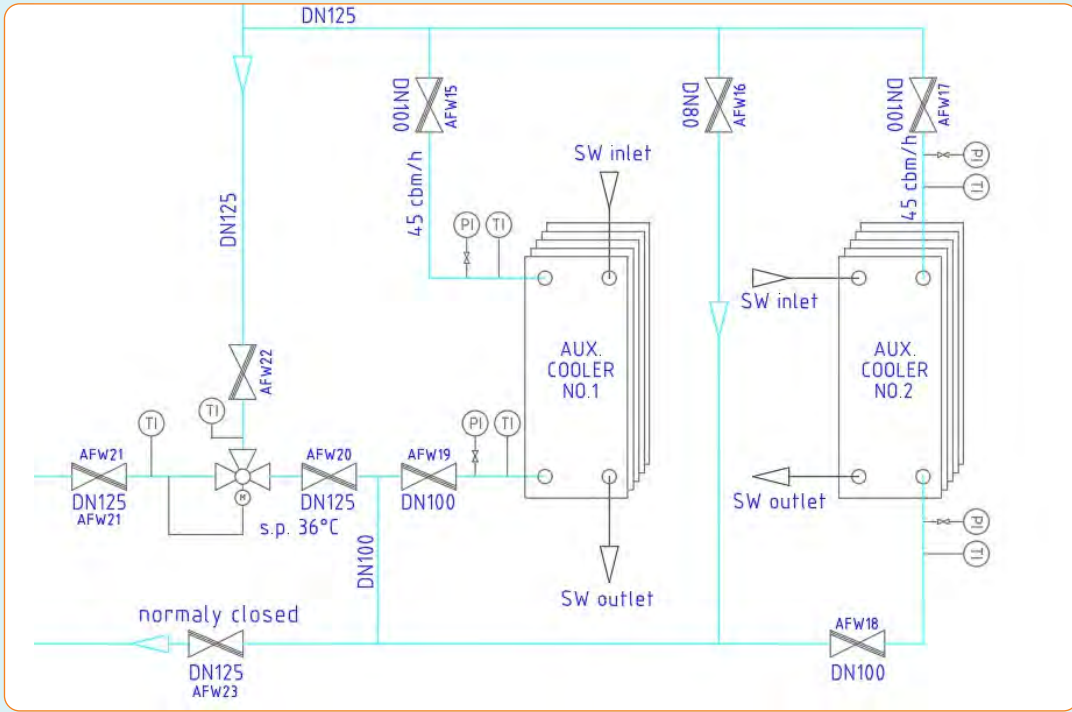 DN125
DN100
AFW15
DN80
AFW16
DN100
AFW17
45 cbm/h
SW inlet
45 cbm/h
PI
TI
DN125
PI
TI
SW inlet
AUX.
COOLER
NO.1
AUX.
COOLER
NO.2
AFW22
TI
TI
PI
TI
AFW21
AFW20
AFW19
SW outlet
DN125
AFW21
M
DN125
DN100
s.p. 36°C
PI
TI
DN100
SW outlet
normaly closed
AFW18
DN125
AFW23
DN100